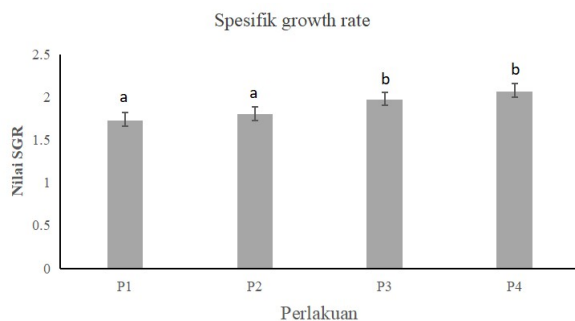 Spesifik growth rate
2.5
2
1.5
1
0.5
0
Nilai SGR
a
a
b
b
P1 P2 P3 P4
Perlakuan